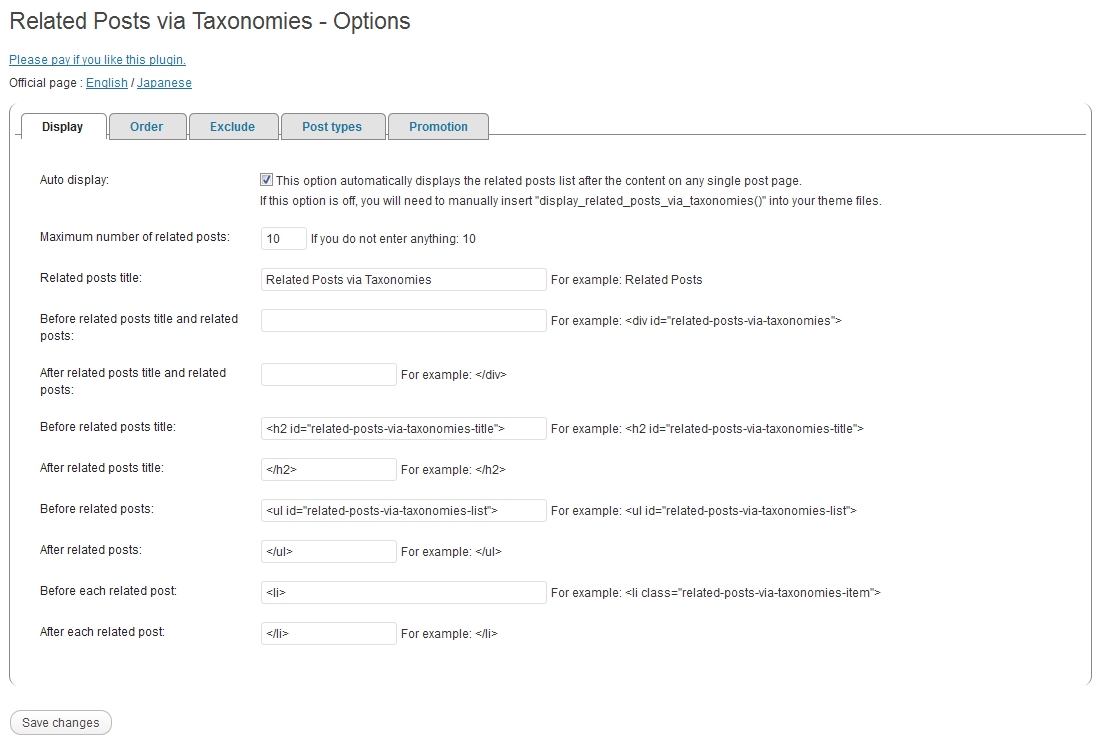 Related Posts via Taxonomies - Options
Please pay if you like this plugin.
Official page : English / Japanese
Display Order Exclude Post types Promotion
Auto display: This option automatically displays the related posts list after the content on any single post page.
If this option is off, you will need to manually insert "display_related_posts_via_taxonomies()" into your theme files.
Maximum number of related posts: 10 If you do not enter anything: 10
Related posts title: Related Posts via Taxonomies For example: Related Posts
Before related posts title and related
posts:
For example: <div id="related-posts-via-taxonomies">
After related posts title and related
posts:
For example: </div>
Before related posts title: <h2 id="related-posts-via-taxonomies-title"> For example: <h2 id="related-posts-via-taxonomies-title">
After related posts title: </h2> For example: </h2>
Before related posts: <ul id="related-posts-via-taxonomies-list"> For example: <ul id="related-posts-via-taxonomies-list">
After related posts: </ul> For example: </ul>
Before each related post: <li> For example: <li class="related-posts-via-taxonomies-item">
After each related post: </li> For example: </li>
Save changes